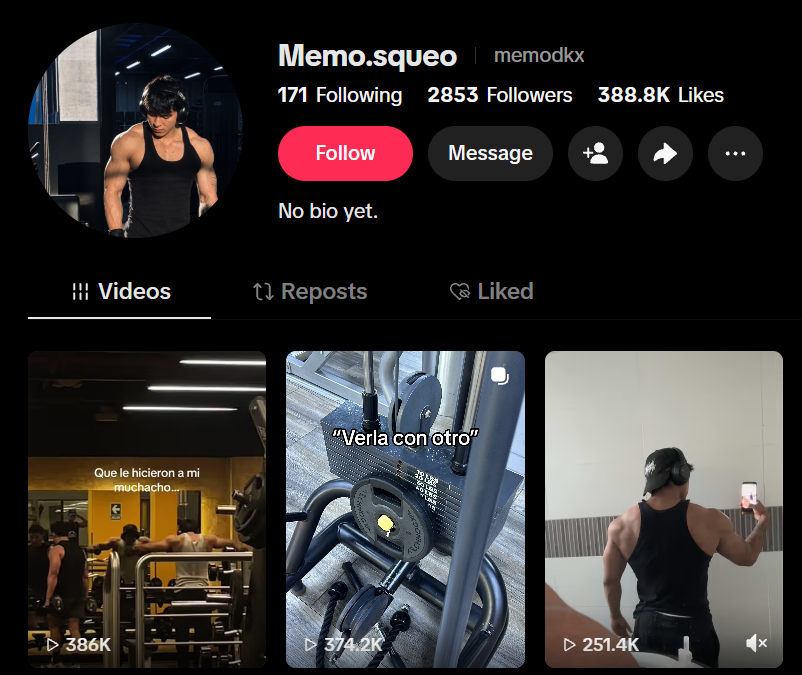 Memo.squeo
memodkx
171 Following 2853 Followers 388.8K Likes
Follow
Message
No bio yet.
Videos
Reposts
Liked
Que le hicieron a mi
muchacho...
386K
"Verla con otro"
374.2K
251.4K